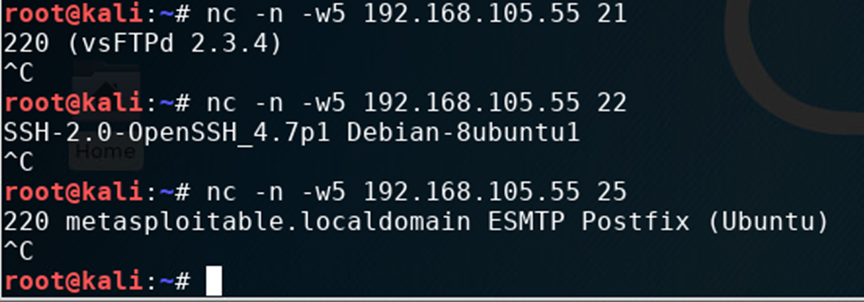 root@kali:~# nc -n -w5 192.168.105.55 21
220 (vsFTPd 2.3.4)
^C
root@kali:~# nc -n -w5 192.168.105.55 22
SSH-2.0-OpenSSH_4.7p1 Debian-8ubuntu1
^C
Home
root@kali:~# nc -n -w5 192.168.105.55 25
220 metasploitable.localdomain ESMTP Postfix (Ubuntu)
^C
root@kali:~#